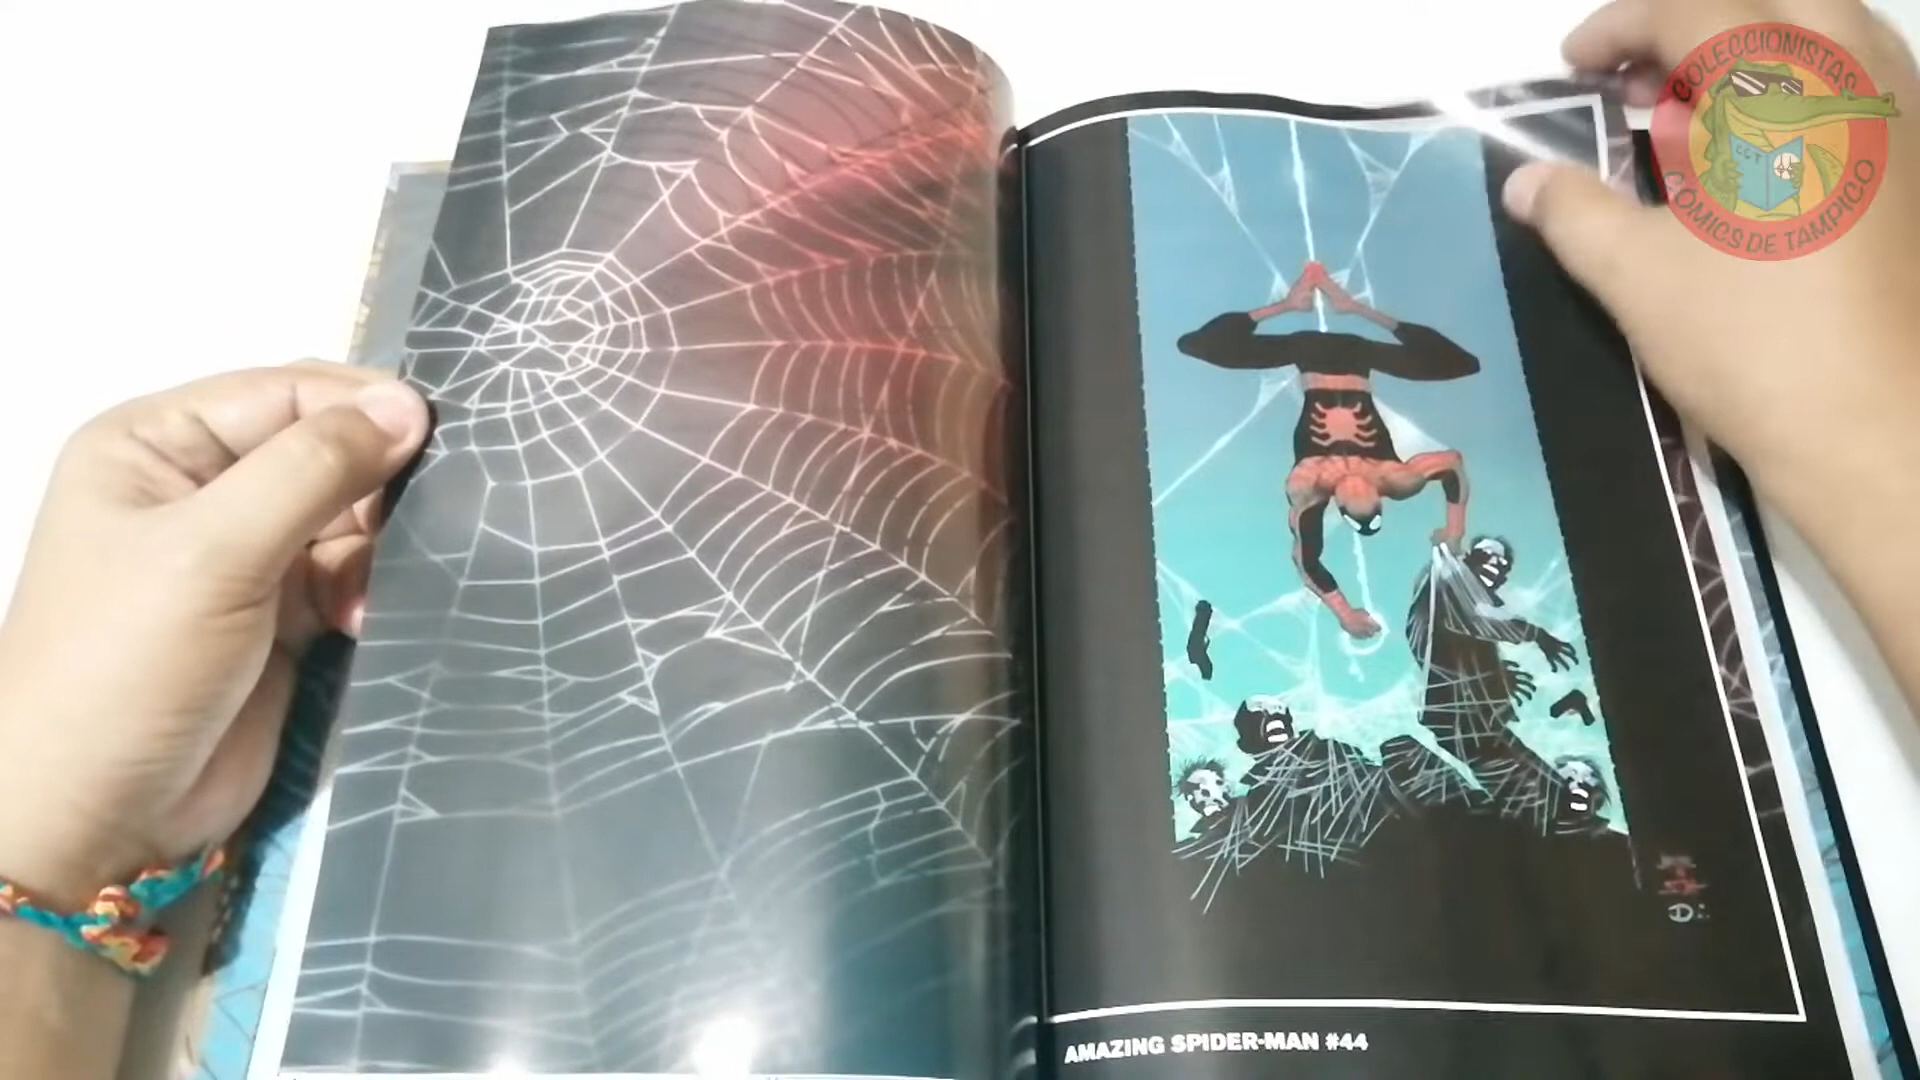 COLECCIONISTAS
CCT
CÓMICS DE TAMPICO
AMAZING SPIDER-MAN #44